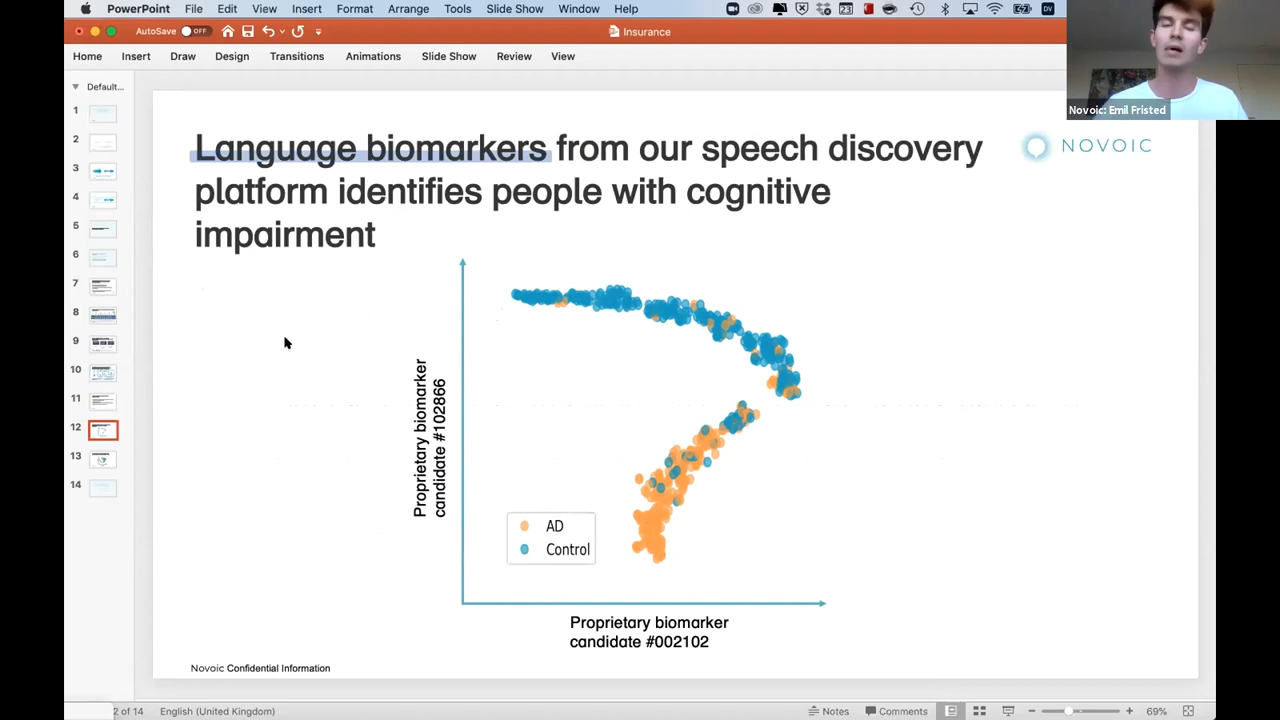 PowerPoint File Edit View Insert Format Arrange Tools Slide Show Window Help 23 DV
AutoSave OFF Insurance
Home Insert Draw Design Transitions Animations Slide Show Review View
Novoic: Emil Fristed
Default...
1
2
3
4
5
6
7
8
9
10
11
12
13
14
Language biomarkers from our speech discovery
platform identifies people with cognitive
impairment
NOVOIC
Proprietary biomarker
candidate #102866
AD
Control
Proprietary biomarker
candidate #002102
Novoic Confidential Information
2 of 14 English (United Kingdom) Notes Comments 69%